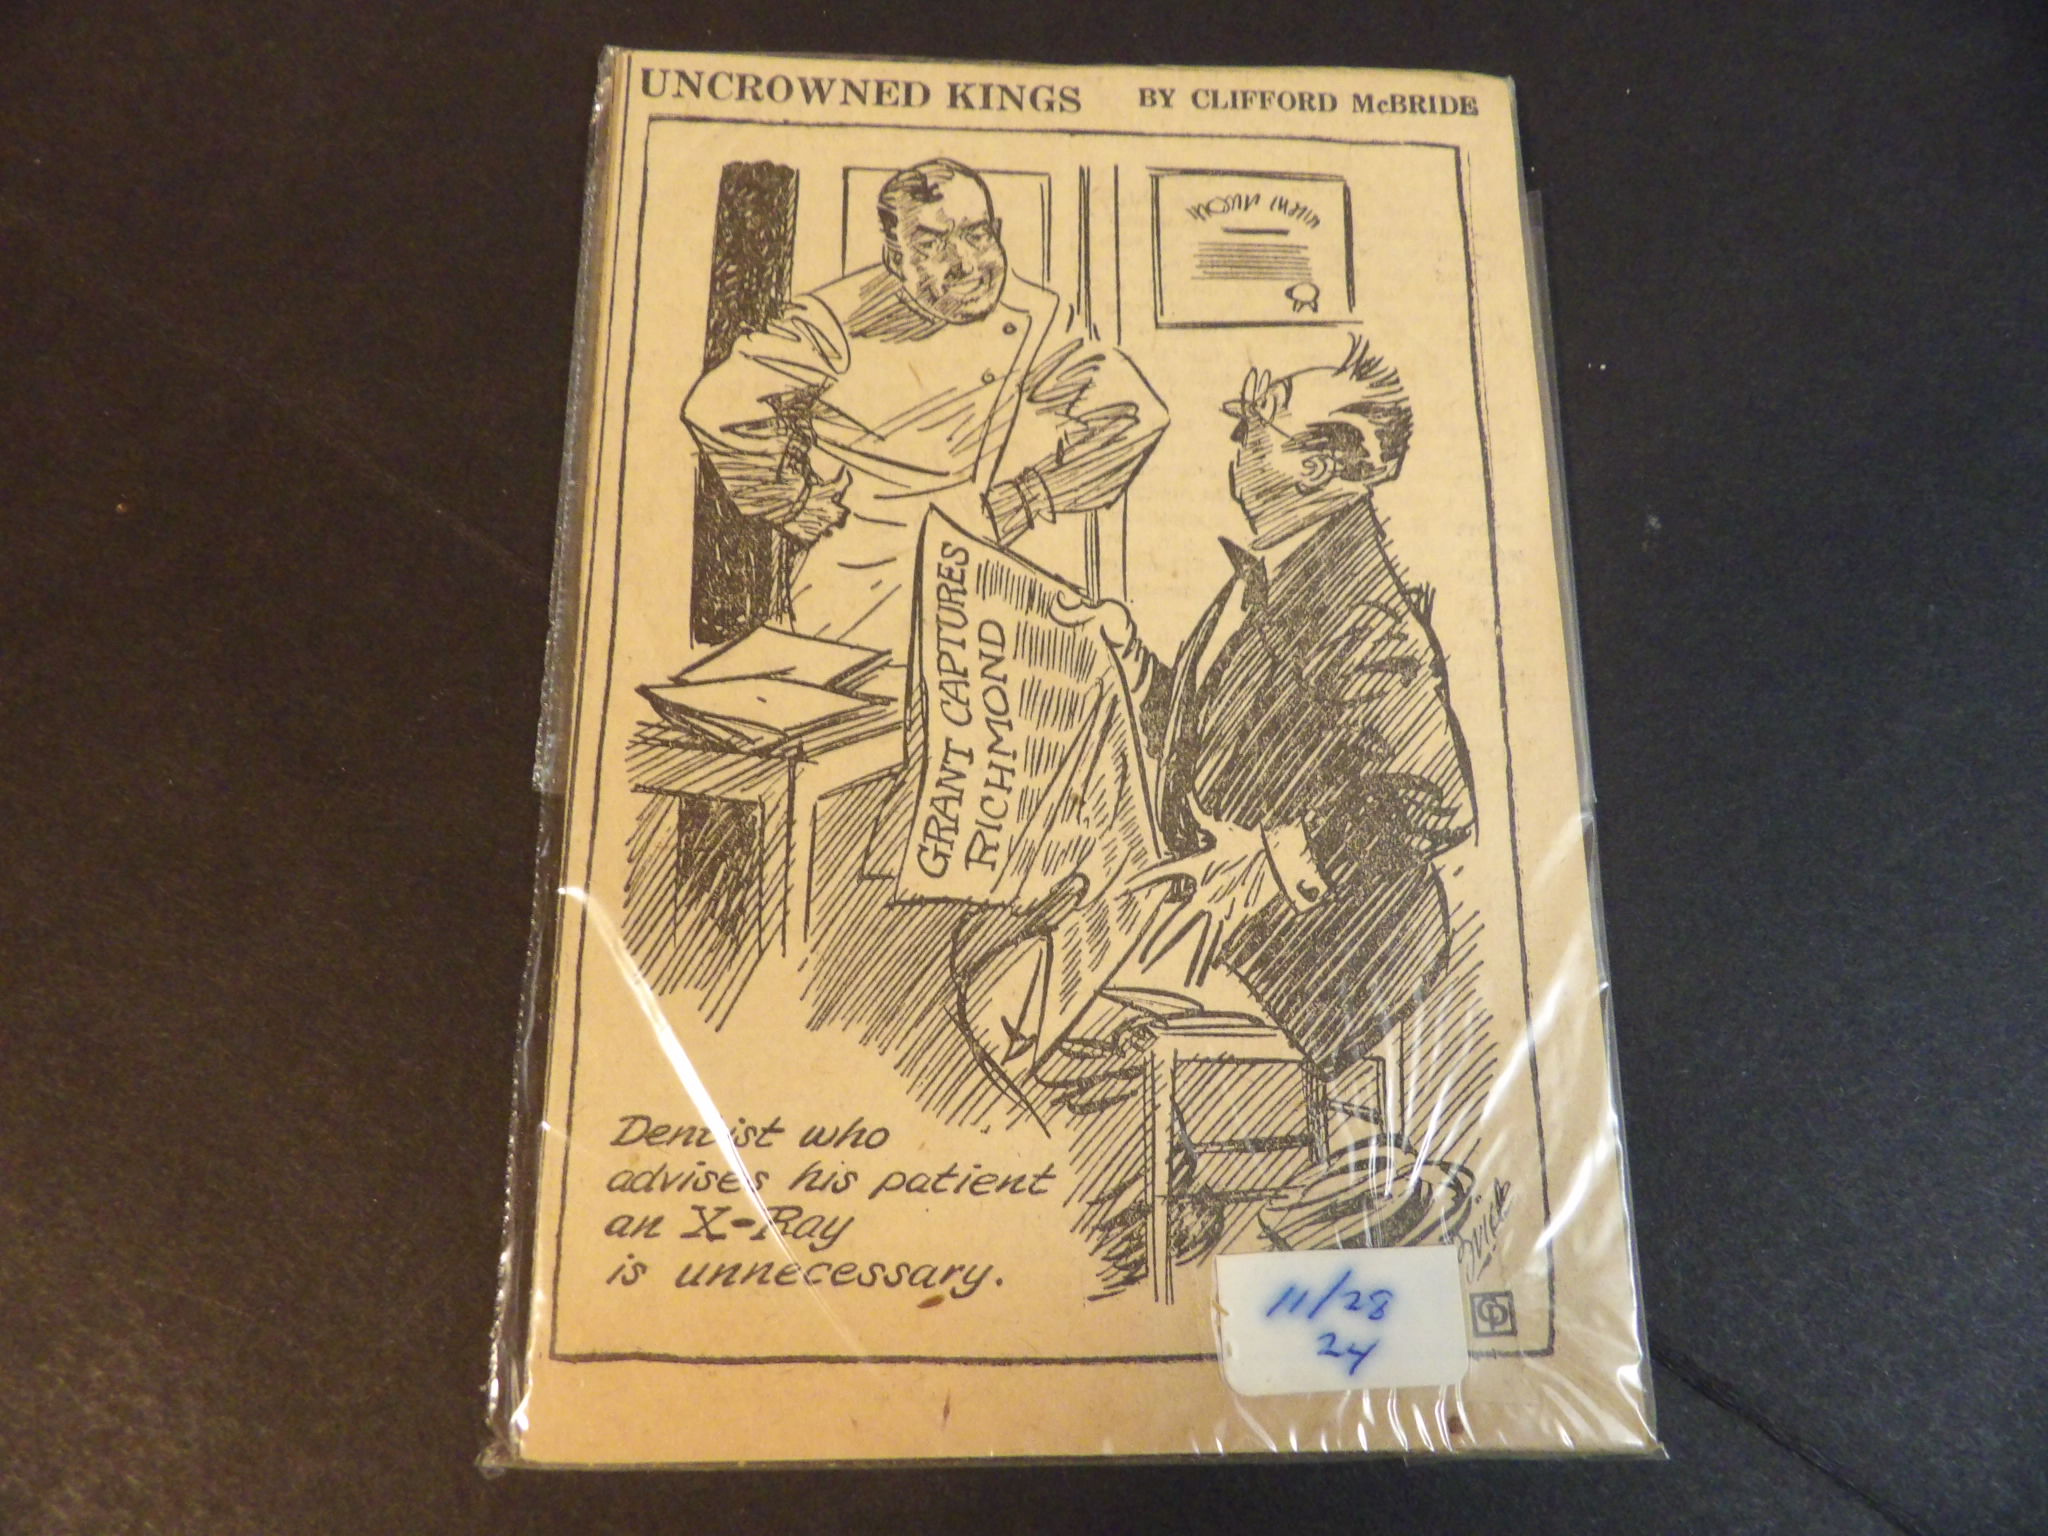 UNCROWNED KINGS BY CLIFFORD McBRIDE
GRANT CAPTURES
RICHMOND
Dentist who
advises his patient
an X-Ray
is unnecessary.
11/28
24